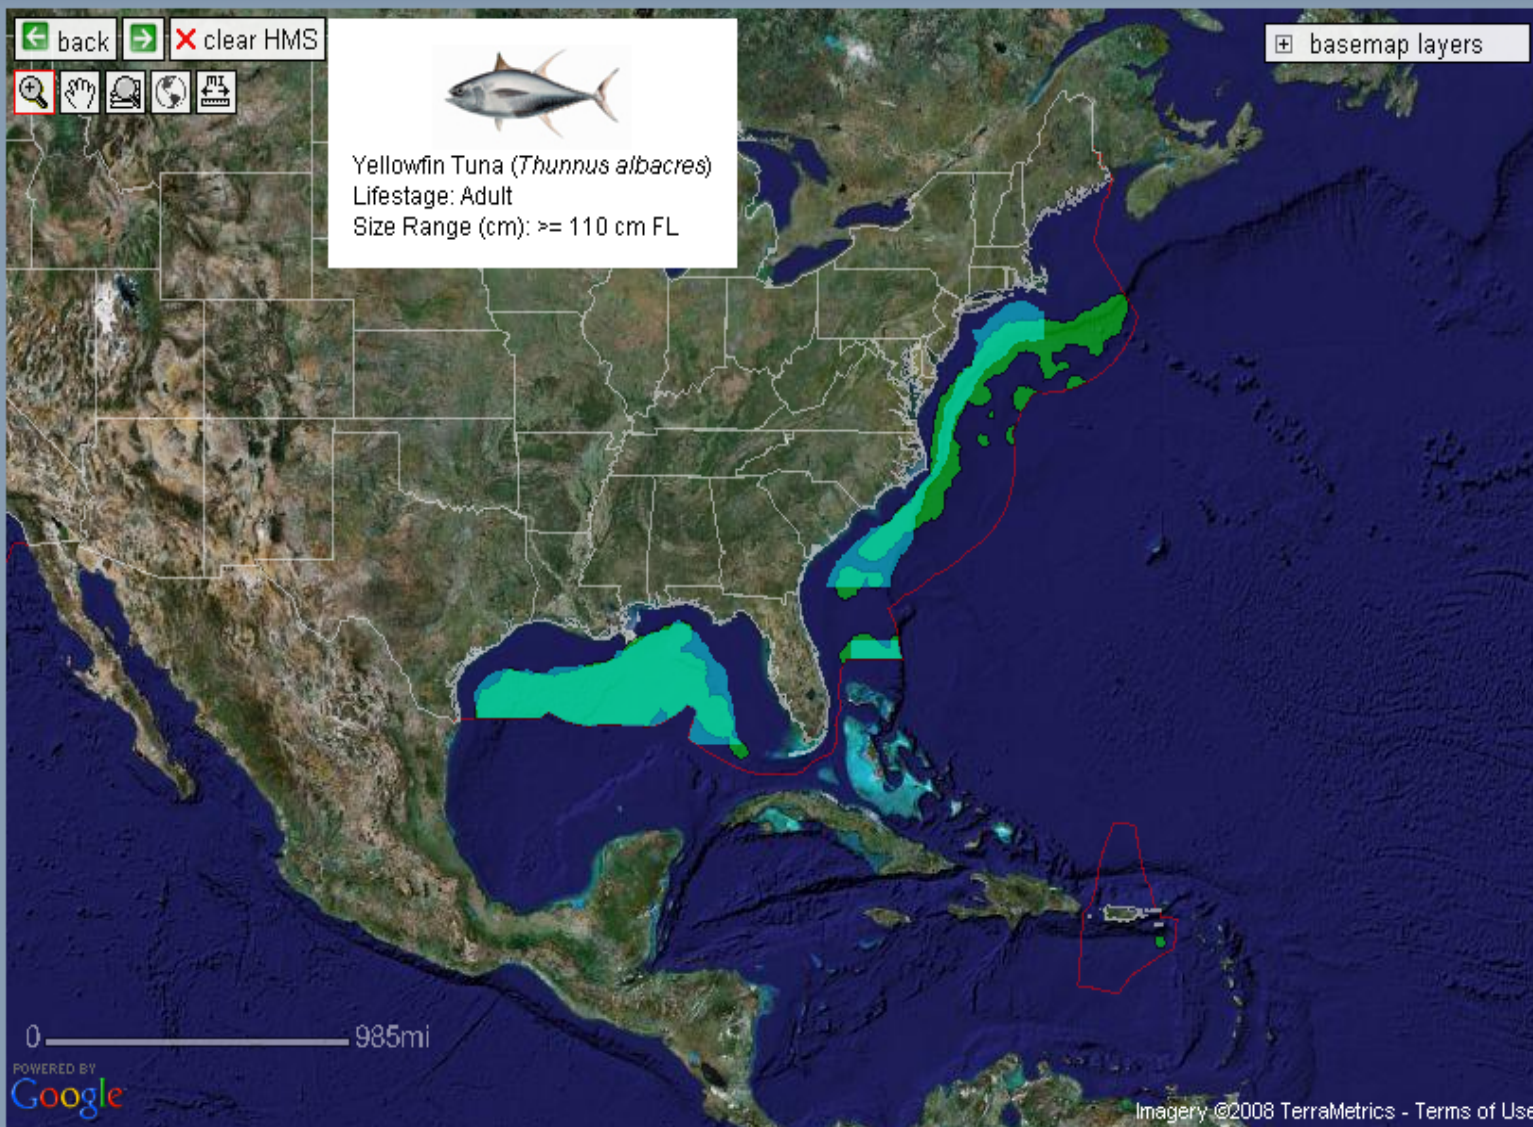 back
clear HMS
basemap layers
MI
Yellowfin Tuna (Thunnus albacres)
Lifestage: Adult
Size Range (cm): >= 110 cm FL
0 985mi
POWERED BY
Google
Imagery ©2008 TerraMetrics - Terms of Use